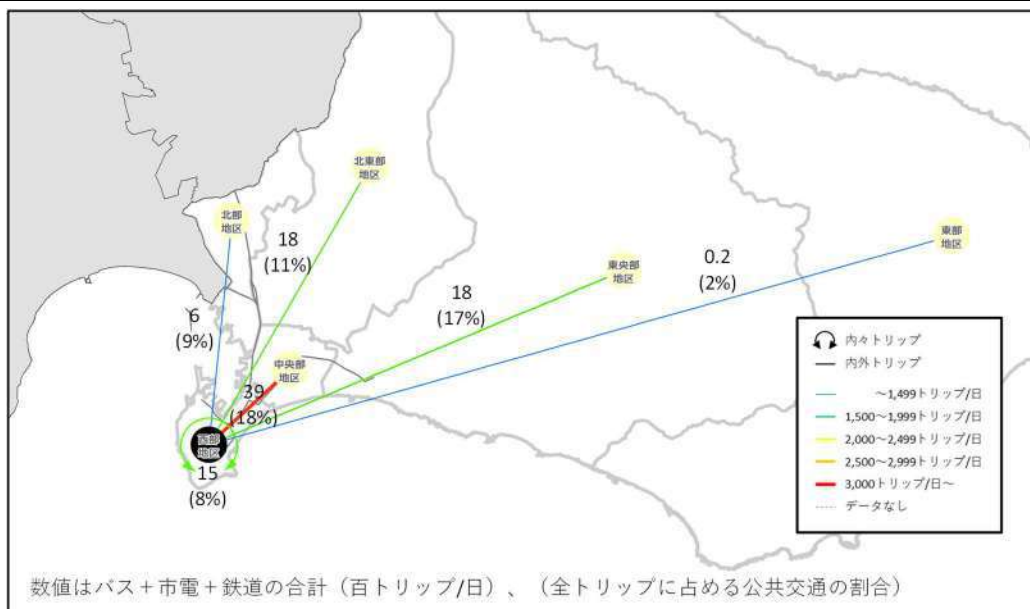 北東部
地区
北部
地区
東部
地区
18
(11%)
0.2
(2%)
東央部
地区
18
(17%)
6
(9%)
中央部
地区
39
(18%)
西部
地区
15
(8%)
内々トリップ
内外トリップ
～1,499トリップ/日
1,500～1,999トリップ/日
2,000～2,499トリップ/日
2,500～2,999トリップ/日
3,000トリップ/日～
データなし
数値はバス＋市電＋鉄道の合計（百トリップ/日）、（全トリップに占める公共交通の割合）